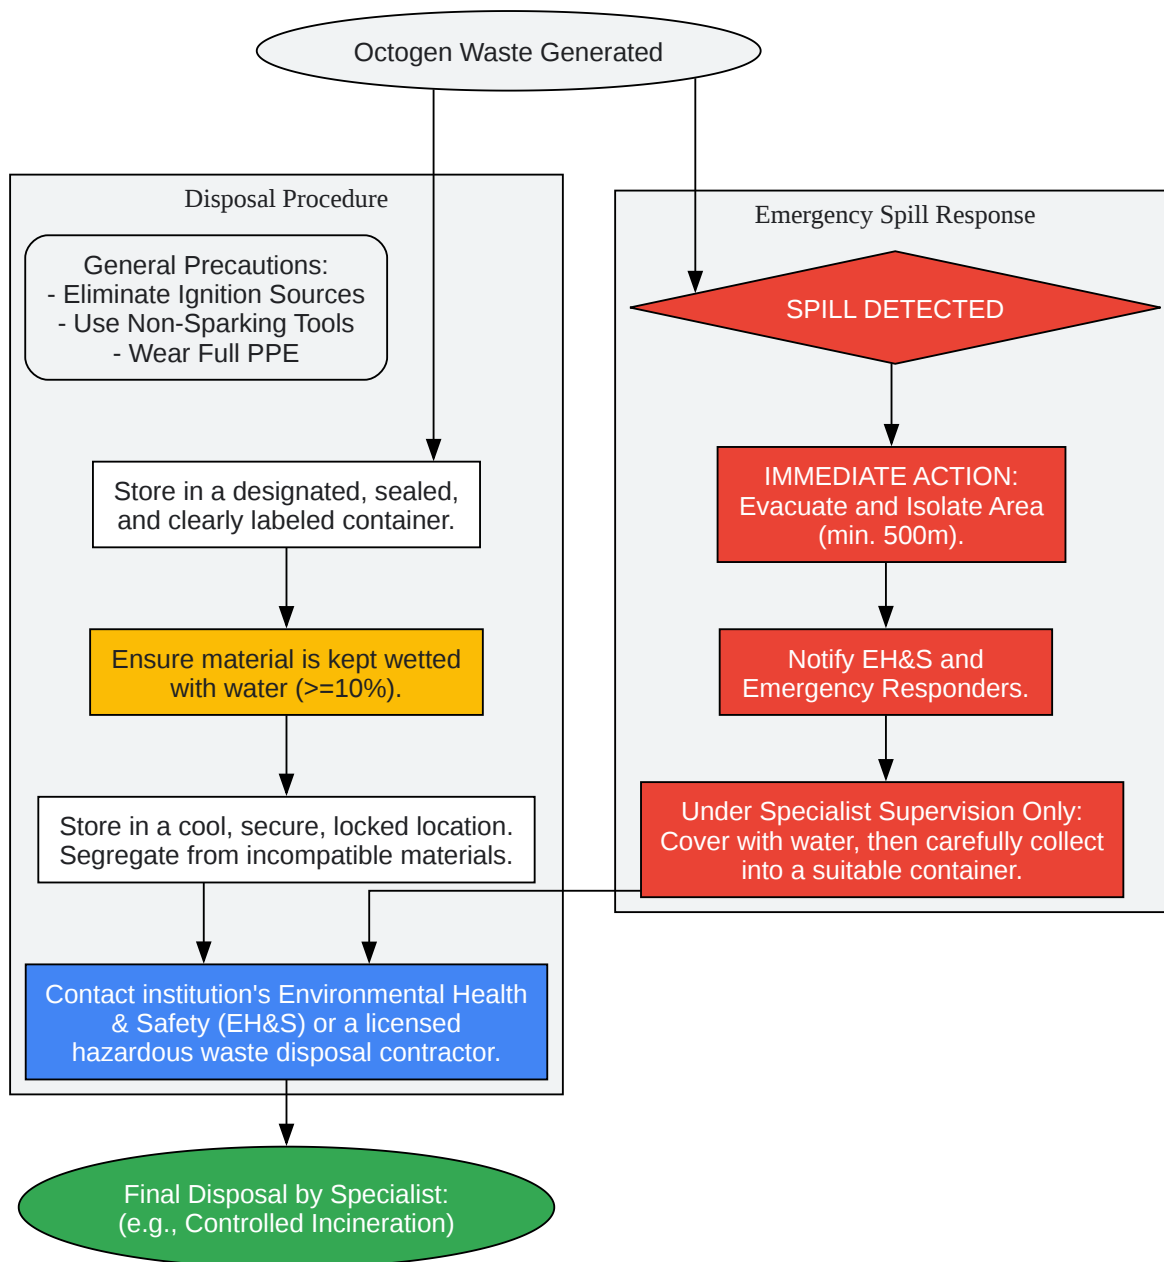 Octogen Waste Generated
Disposal Procedure
General Precautions:
- Eliminate Ignition Sources
- Use Non-Sparking Tools
- Wear Full PPE
Store in a designated, sealed,
and clearly labeled container.
Ensure material is kept wetted
with water (>=10%).
Store in a cool, secure, locked location.
Segregate from incompatible materials.
Contact institution's Environmental Health
& Safety (EH&S) or a licensed
hazardous waste disposal contractor.
Emergency Spill Response
SPILL DETECTED
IMMEDIATE ACTION:
Evacuate and Isolate Area
(min. 500m).
Notify EH&S and
Emergency Responders.
Under Specialist Supervision Only:
Cover with water, then carefully collect
into a suitable container.
Final Disposal by Specialist:
(e.g., Controlled Incineration)